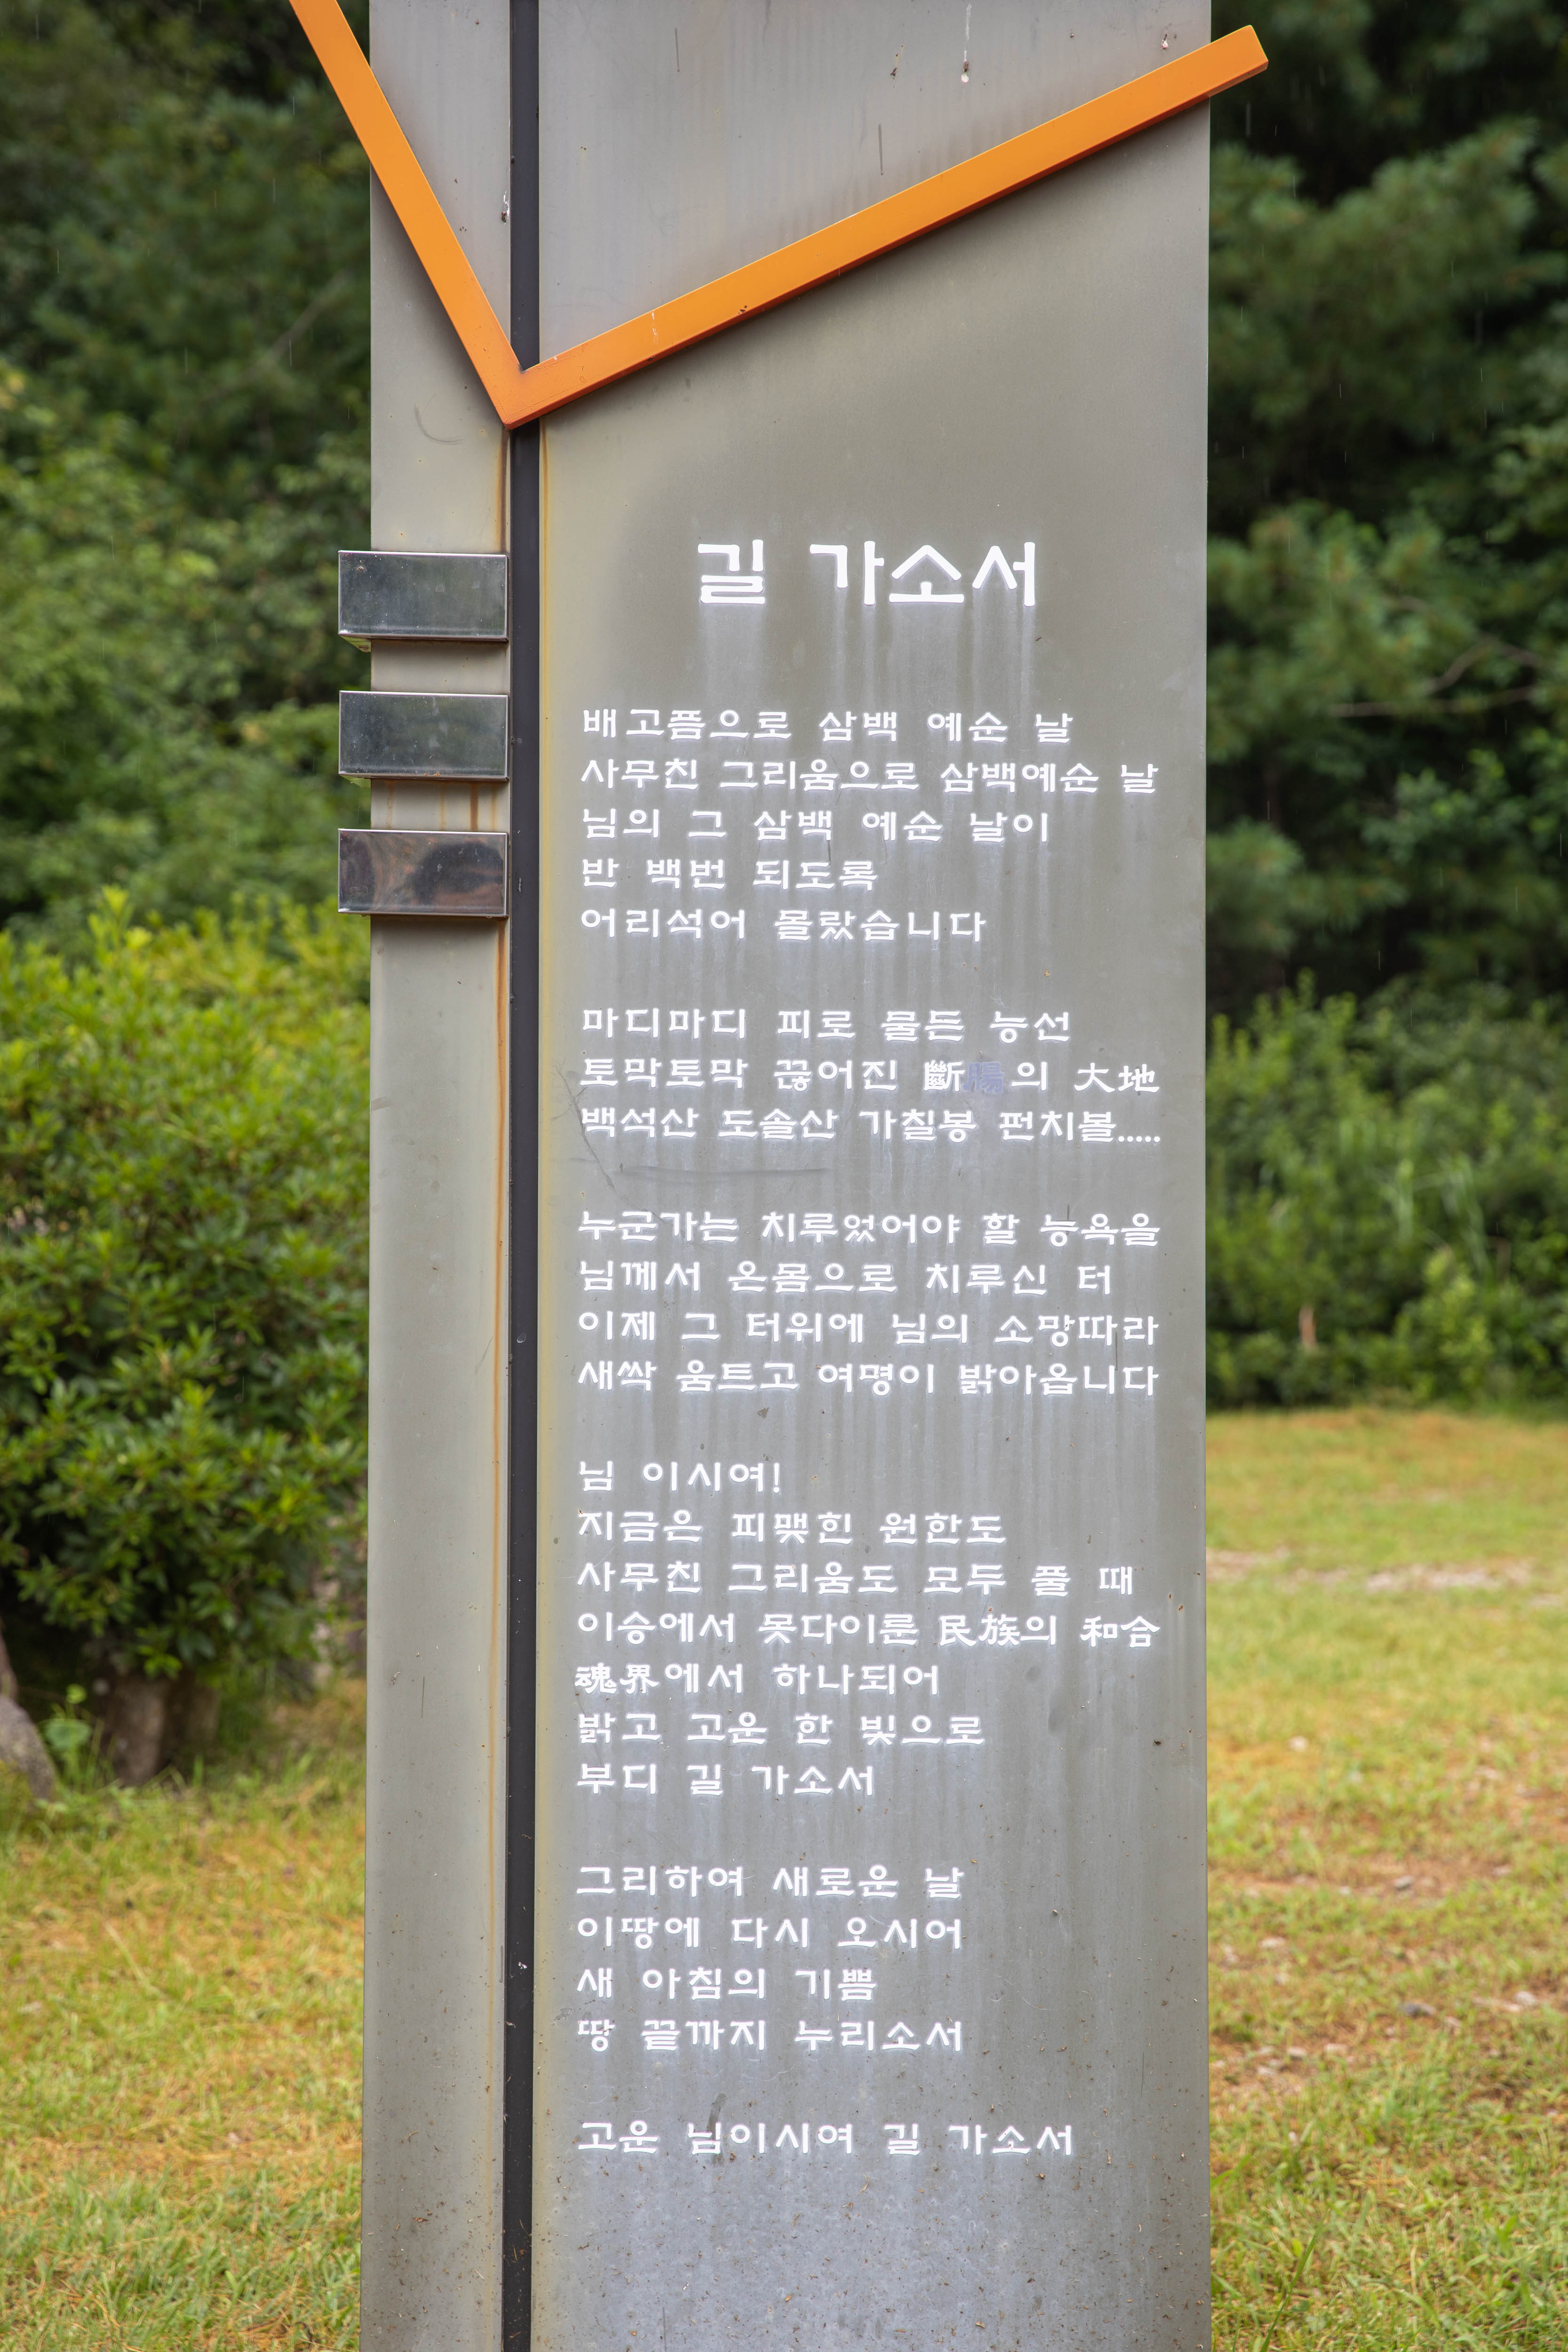 길 가소서
배고픔으로 삼백 예순 날
사무친 그리움으로 삼백예순 날
님의 그 삼백 예순 날이
반 백번 되도록
어리석어 몰랐습니다
마디마디 피로 물든 능선
토막토막 끊어진 斷腸의 大地
백석산 도솔산 가칠봉 펀치볼.....
누군가는 치루었어야 할 능욕을
님께서 온몸으로 치루신 터
이제 그 터위에 님의 소망따라
새싹 움트고 여명이 밝아옵니다
님 이시여!
지금은 피맺힌 원한도
사무친 그리움도 모두 풀 때
이승에서 못다이룬 民族의 和合
魂界에서 하나되어
밝고 고운 한 빛으로
부디 길 가소서
그리하여 새로운 날
이땅에 다시 오시어
새 아침의 기쁨
땅 끝까지 누리소서
고운 님이시여 길 가소서